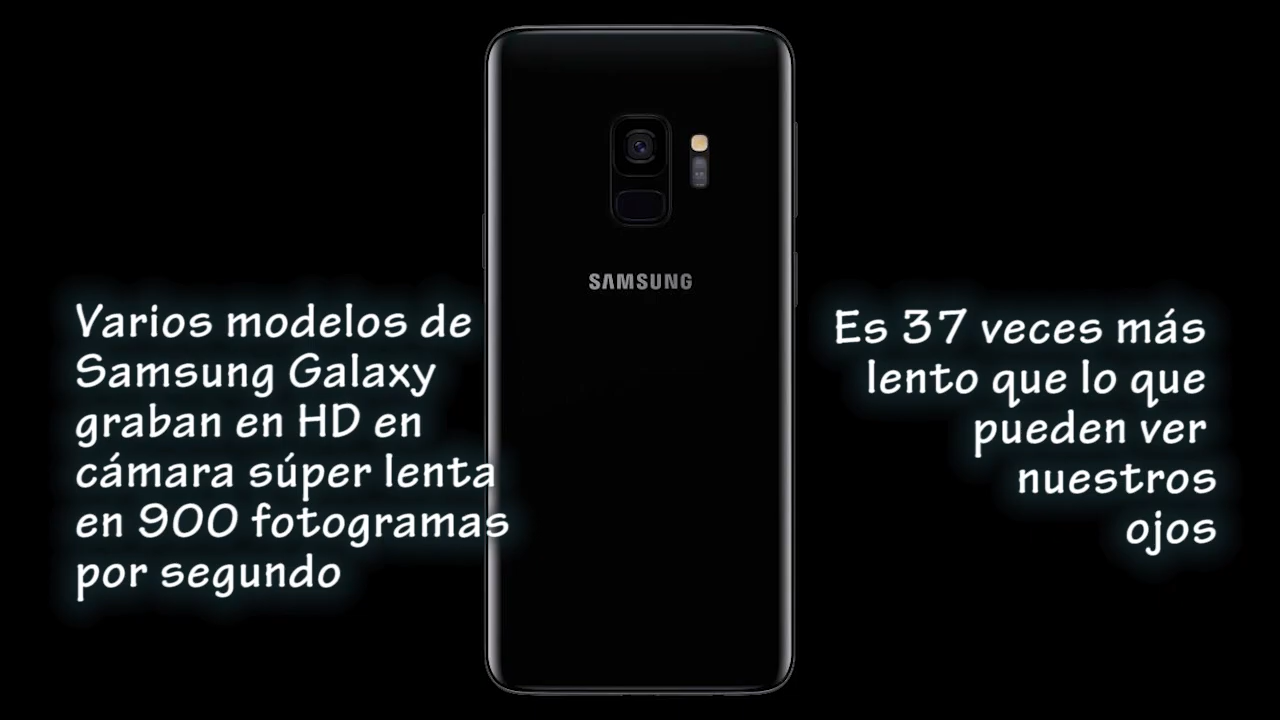 SAMSUNG
Varios modelos de
Samsung Galaxy
graban en HD en
cámara súper lenta
en 900 fotogramas
por segundo
Es 37 veces más
lento que lo que
pueden ver
nuestros
ojos